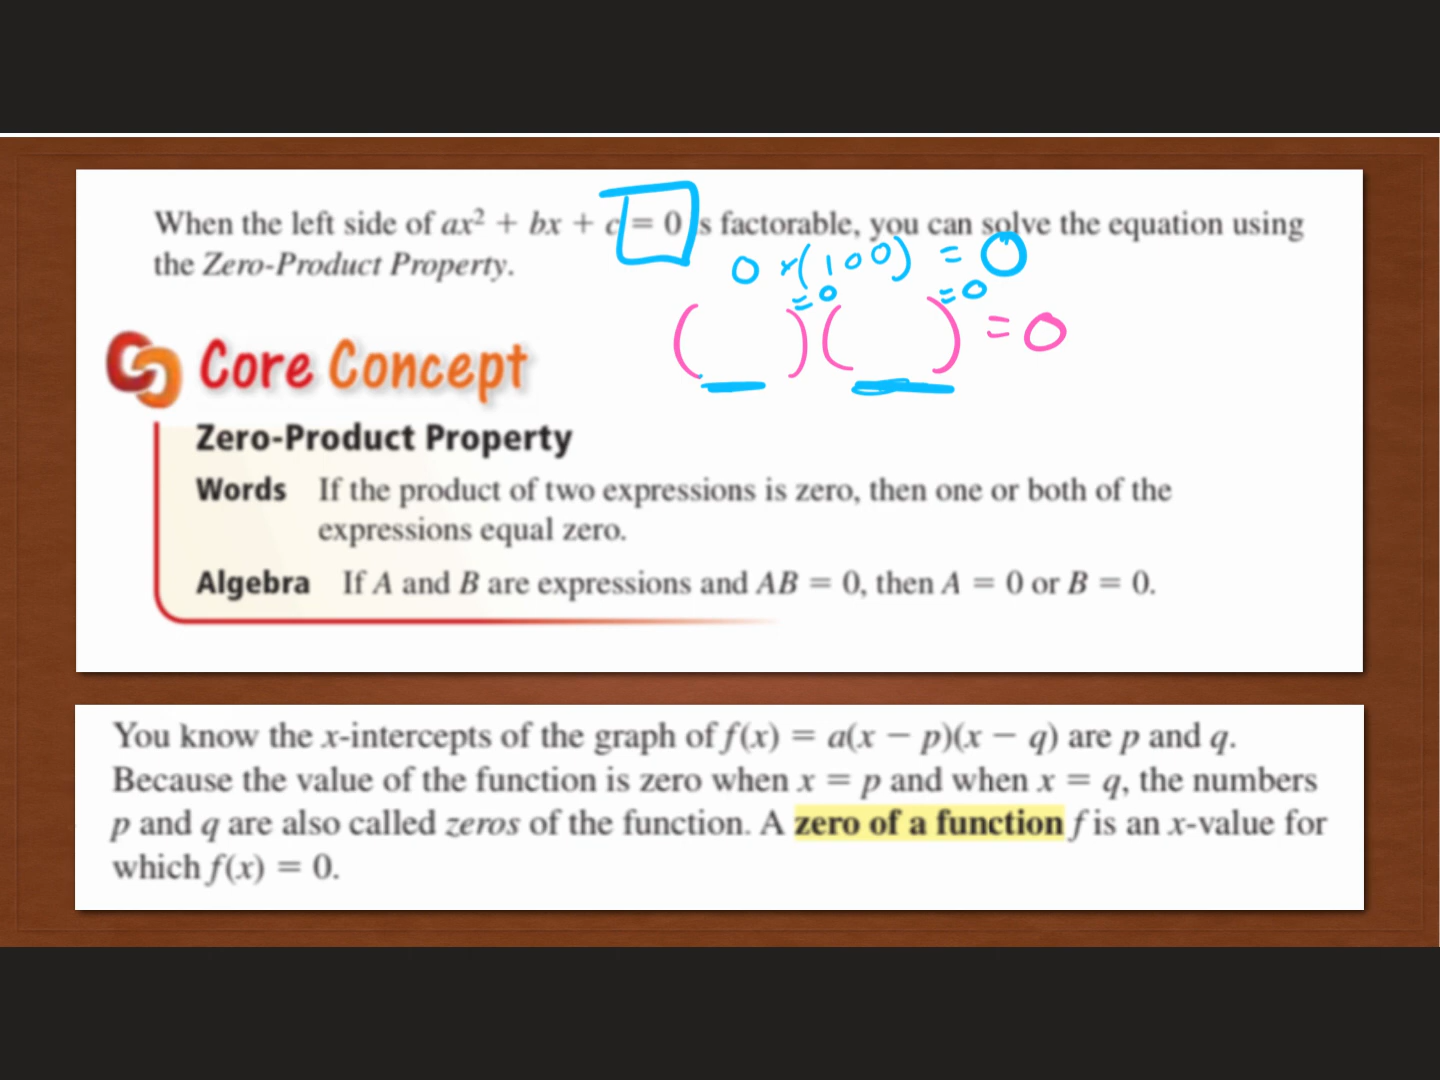 When the left side of ax² + bx + c = 0 is factorable, you can solve the equation using
the Zero-Product Property.
0 × (100) = 0
= 0 = 0
( ) ( ) = 0
Core Concept
Zero-Product Property
Words If the product of two expressions is zero, then one or both of the
expressions equal zero.
Algebra If A and B are expressions and AB = 0, then A = 0 or B = 0.
You know the x-intercepts of the graph of f(x) = a(x − p)(x − q) are p and q.
Because the value of the function is zero when x = p and when x = q, the numbers
p and q are also called zeros of the function. A zero of a function f is an x-value for
which f(x) = 0.